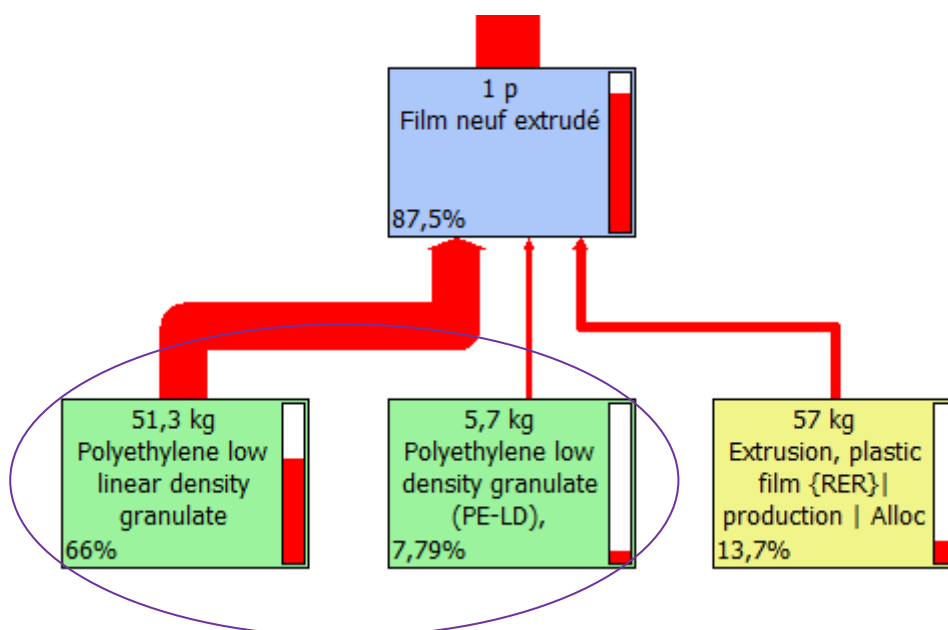 1 p
Film neuf extrudé
87,5%
51,3 kg
Polyethylene low
linear density
granulate
66%
5,7 kg
Polyethylene low
density granulate
(PE-LD),
7,79%
57 kg
Extrusion, plastic
film {RER}|
production | Alloc
13,7%